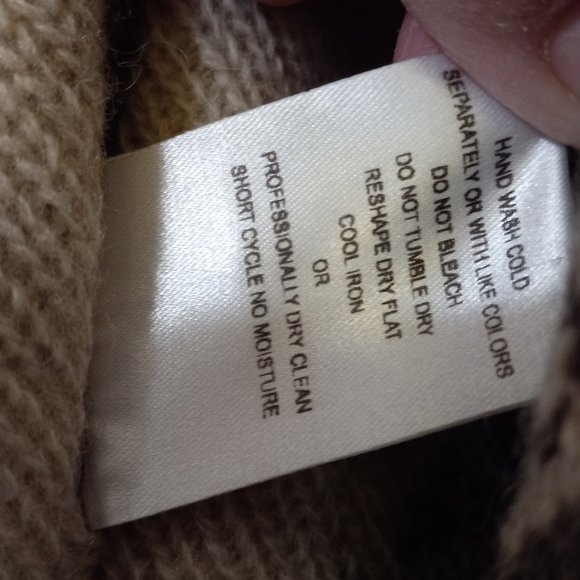 HAND WASH COLD
SEPARATELY OR WITH LIKE COLORS
DO NOT BLEACH
DO NOT TUMBLE DRY
RESHAPE DRY FLAT
COOL IRON
OR
PROFESSIONALLY DRY CLEAN
SHORT CYCLE NO MOISTURE